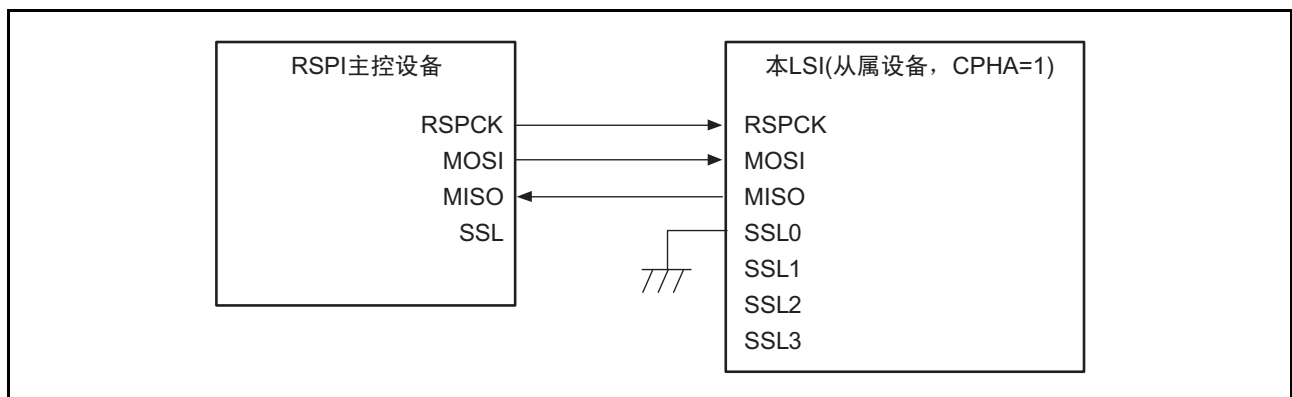 RSPI主控设备
RSPCK
MOSI
MISO
SSL
本LSI(从属设备，CPHA=1)
RSPCK
MOSI
MISO
SSL0
SSL1
SSL2
SSL3